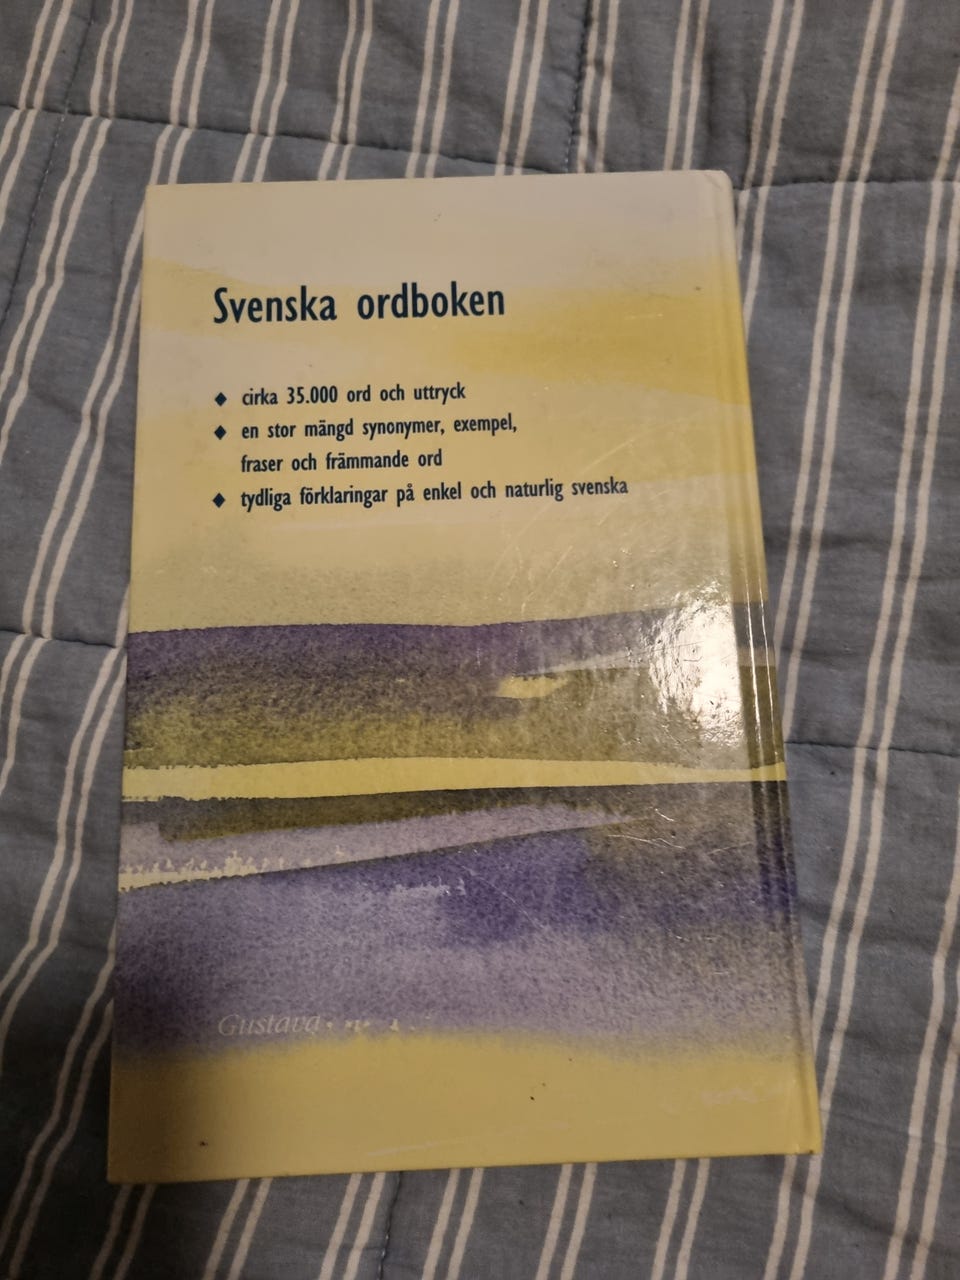 Svenska ordboken
◆ cirka 35.000 ord och uttryck
◆ en stor mängd synonymer, exempel,
fraser och främmande ord
◆ tydliga förklaringar på enkel och naturlig svenska
Gustava